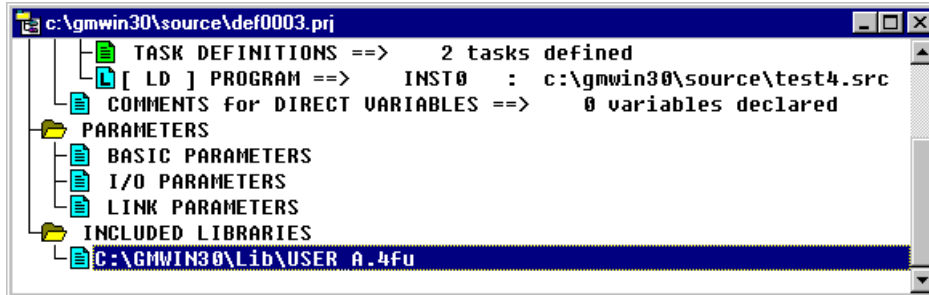 c:\gmwin30\source\def0003.prj
TASK DEFINITIONS ==> 2 tasks defined
L [ LD ] PROGRAM ==> INST0 : c:\gmwin30\source\test4.src
COMMENTS for DIRECT VARIABLES ==> 0 variables declared
PARAMETERS
BASIC PARAMETERS
I/O PARAMETERS
LINK PARAMETERS
INCLUDED LIBRARIES
C:\GMWIN30\Lib\USER_A.4fu